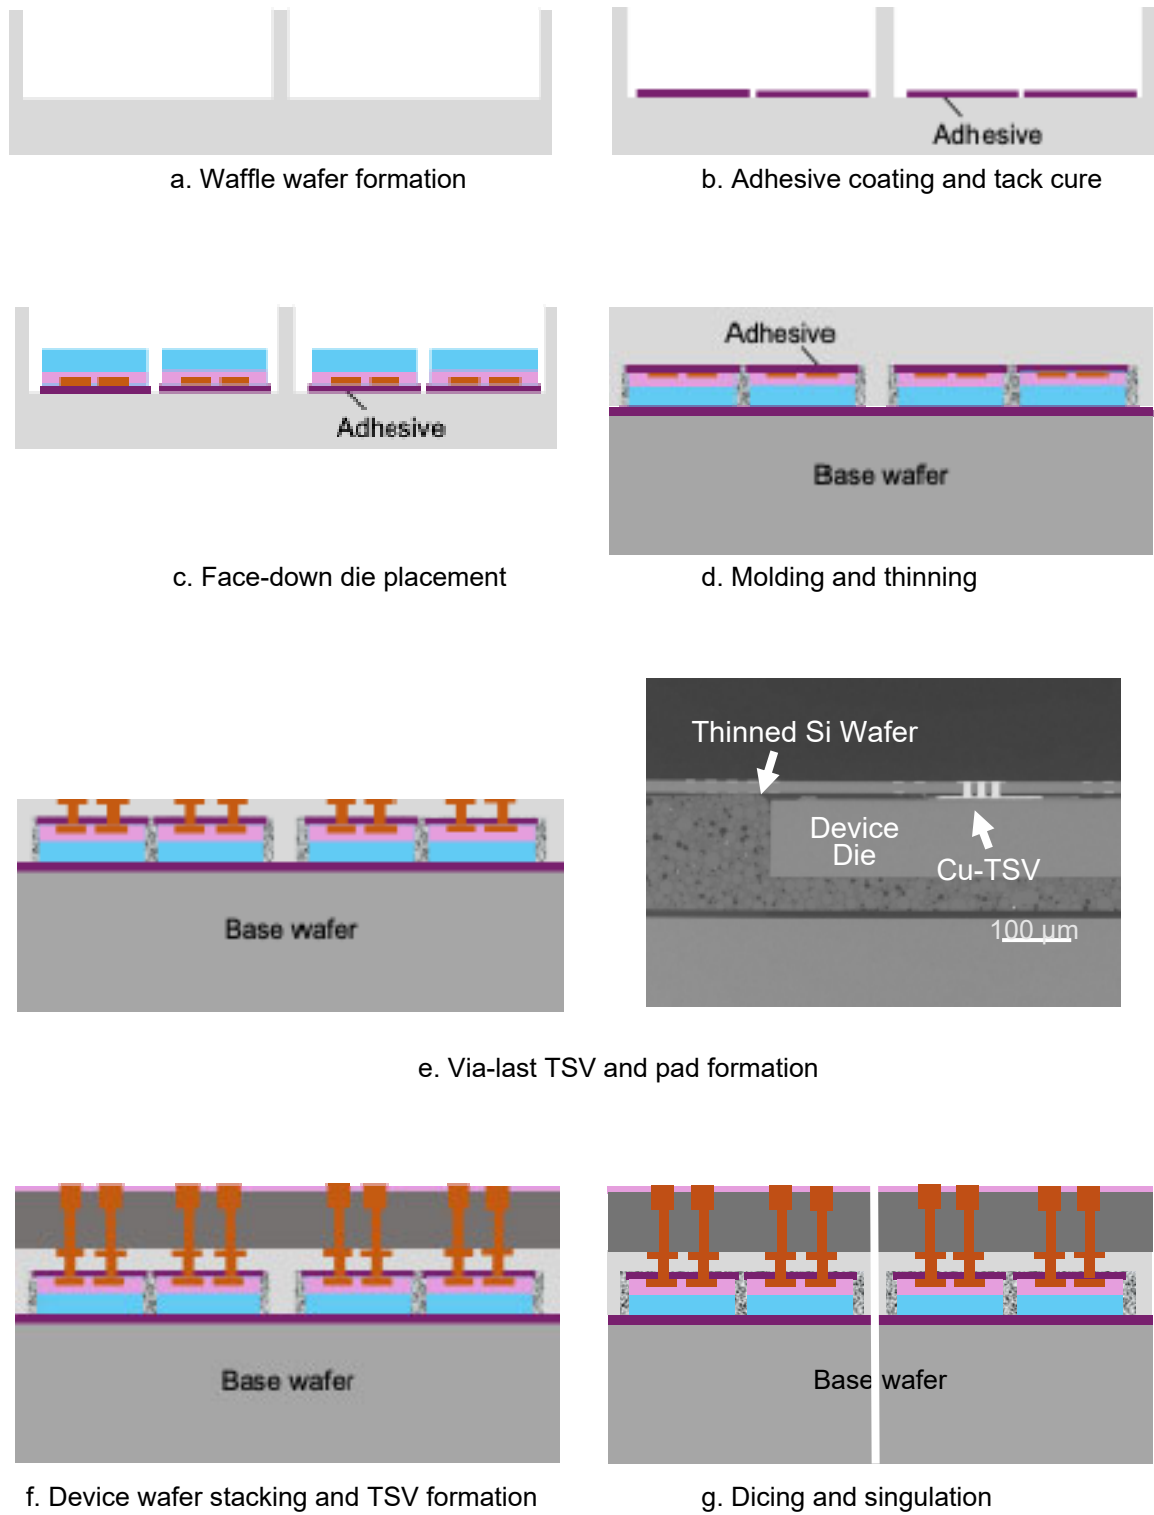 Adhesive
a. Waffle wafer formation
b. Adhesive coating and tack cure
Adhesive
Adhesive
Base wafer
c. Face-down die placement
d. Molding and thinning
Thinned Si Wafer
Device
Die
Cu-TSV
100 µm
Base wafer
e. Via-last TSV and pad formation
Base wafer
Base wafer
f. Device wafer stacking and TSV formation
g. Dicing and singulation